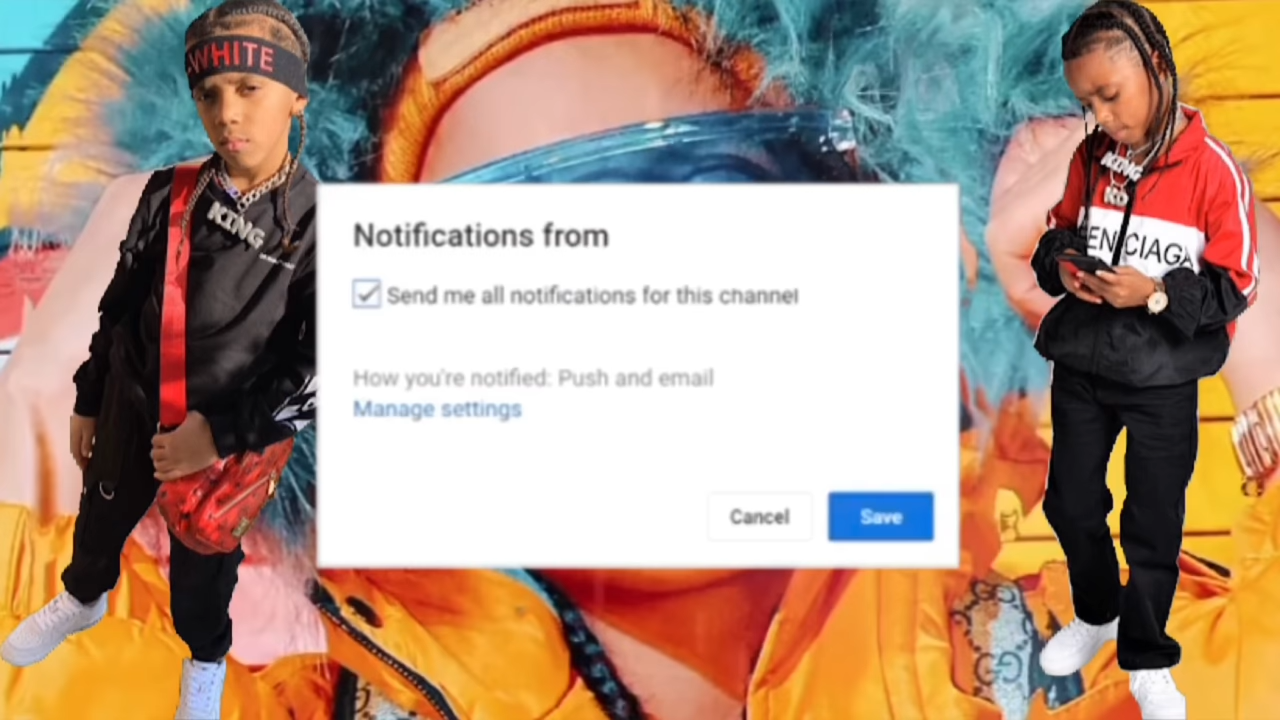 -WHITE
KING
KING
KD
ENCIAGA
Notifications from
Send me all notifications for this channel
How you're notified: Push and email
Manage settings
Cancel
Save